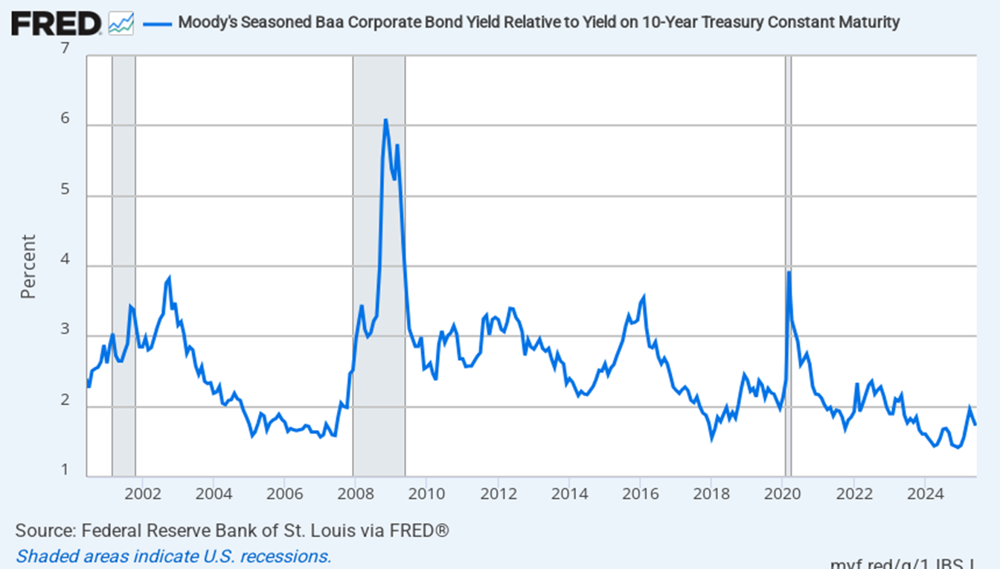 FRED
Moody's Seasoned Baa Corporate Bond Yield Relative to Yield on 10-Year Treasury Constant Maturity
7
6
5
4
3
2
1
Percent
2002 2004 2006 2008 2010 2012 2014 2016 2018 2020 2022 2024
Source: Federal Reserve Bank of St. Louis via FRED®
Shaded areas indicate U.S. recessions.